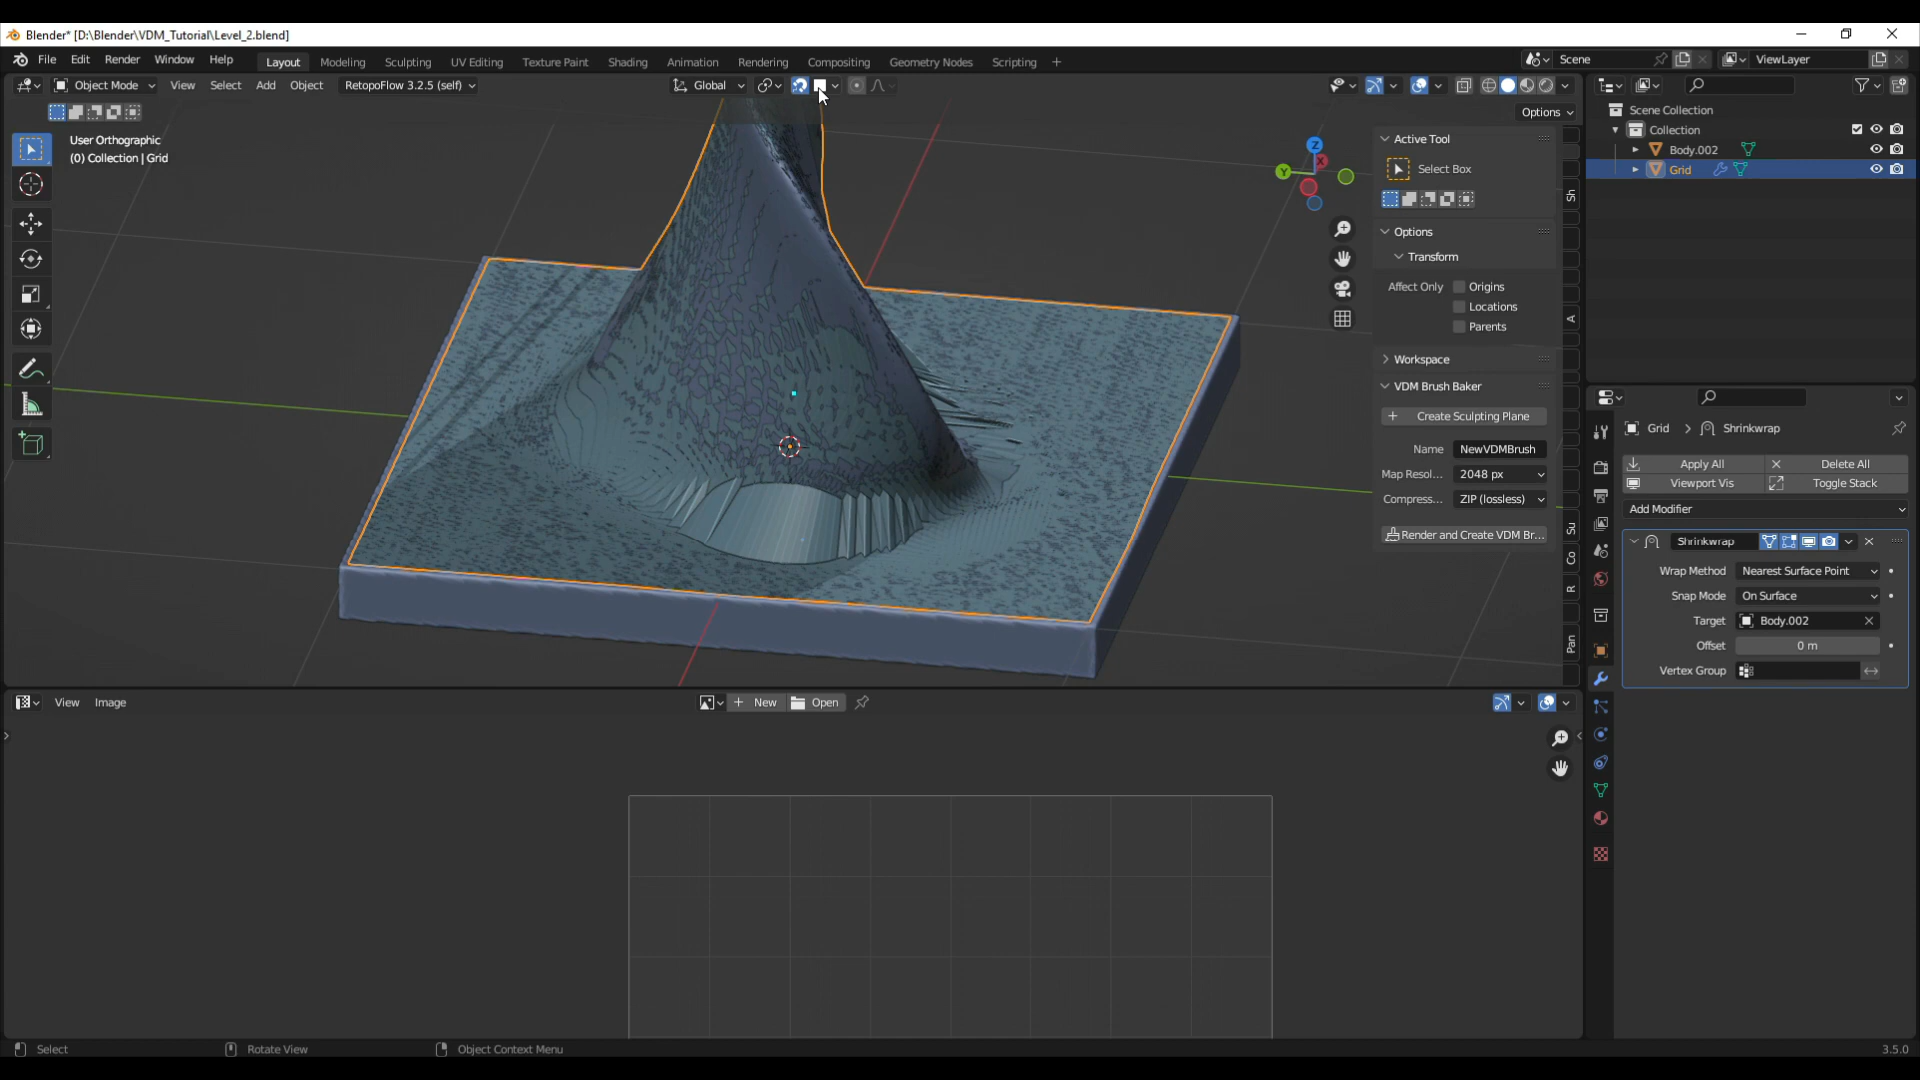 Blender* [D:\Blender\VDM_Tutorial\Level_2.blend]
File Edit Render Window Help Layout Modeling Sculpting UV Editing Texture Paint Shading Animation Rendering Compositing Geometry Nodes Scripting + Scene ViewLayer
Object Mode View Select Add Object RetopoFlow 3.2.5 (self) Global
Options
User Orthographic
(0) Collection | Grid
Z
X
Y
Active Tool
Select Box
Options
Transform
Affect Only Origins
Locations
Parents
Workspace
VDM Brush Baker
+ Create Sculpting Plane
Name NewVDMBrush
Map Resol... 2048 px
Compress... ZIP (lossless)
Render and Create VDM Br...
Sh
A
Su
Co
R
Pan
Scene Collection
Collection
Body.002
Grid
Grid > Shrinkwrap
Apply All Delete All
Viewport Vis Toggle Stack
Add Modifier
Shrinkwrap
Wrap Method Nearest Surface Point
Snap Mode On Surface
Target Body.002
Offset 0 m
Vertex Group
View Image + New Open
Select Rotate View Object Context Menu 3.5.0